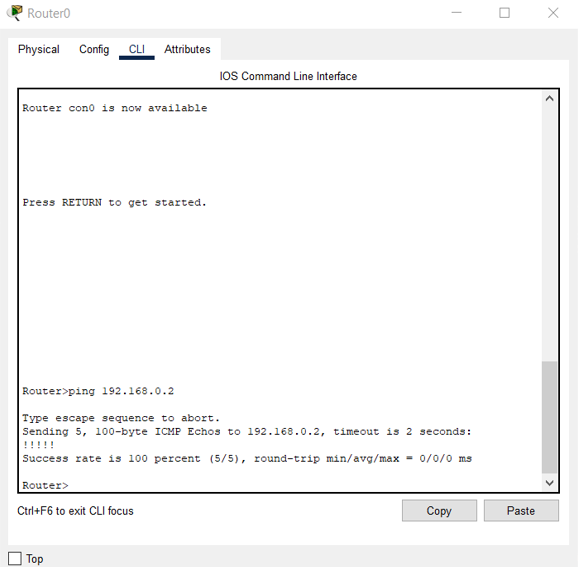 Router0
Physical Config CLI Attributes
IOS Command Line Interface
Router con0 is now available
Press RETURN to get started.
Router>ping 192.168.0.2
Type escape sequence to abort.
Sending 5, 100-byte ICMP Echos to 192.168.0.2, timeout is 2 seconds:
!!!!!
Success rate is 100 percent (5/5), round-trip min/avg/max = 0/0/0 ms
Router>
Ctrl+F6 to exit CLI focus
Copy Paste
Top